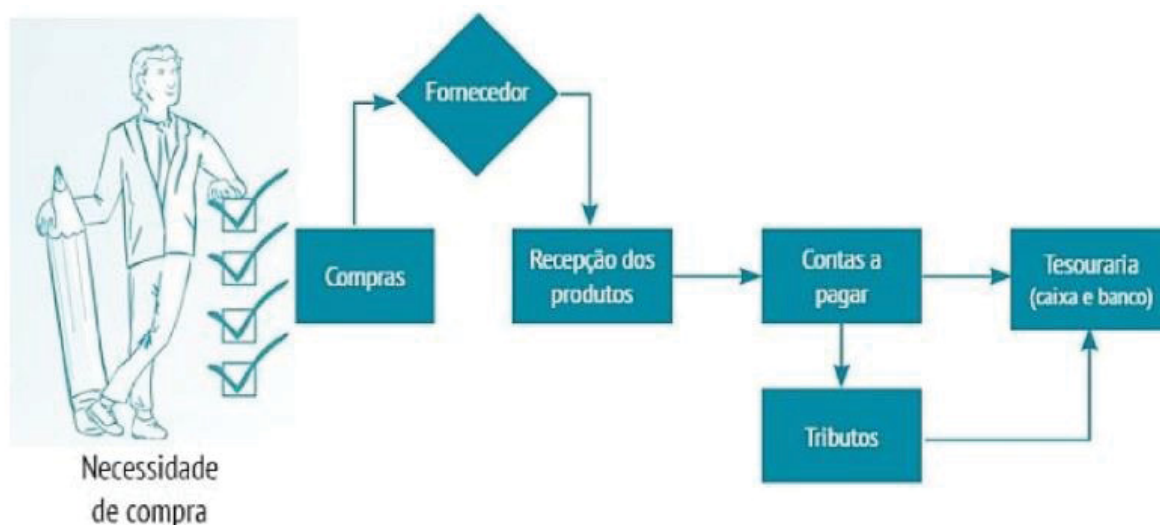 Necessidade
de compra
Compras
Fornecedor
Recepção dos
produtos
Contas a
pagar
Tributos
Tesouraria
(caixa e banco)